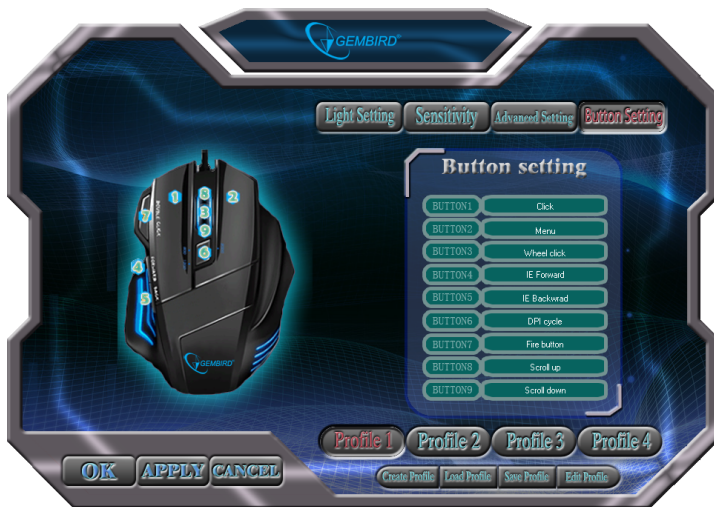 GEMBIRD®
Light Setting Sensitivity Advanced Setting Button Setting
Button setting
BUTTON1 Click
BUTTON2 Menu
BUTTON3 Wheel click
BUTTON4 IE Forward
BUTTON5 IE Backwrad
BUTTON6 DPI cycle
BUTTON7 Fire button
BUTTON8 Scroll up
BUTTON9 Scroll down
1 8 2
3
7 9
6
4
5
GEMBIRD®
Profile 1 Profile 2 Profile 3 Profile 4
OK APPLY CANCEL
Create Profile Load Profile Save Profile Edit Profile